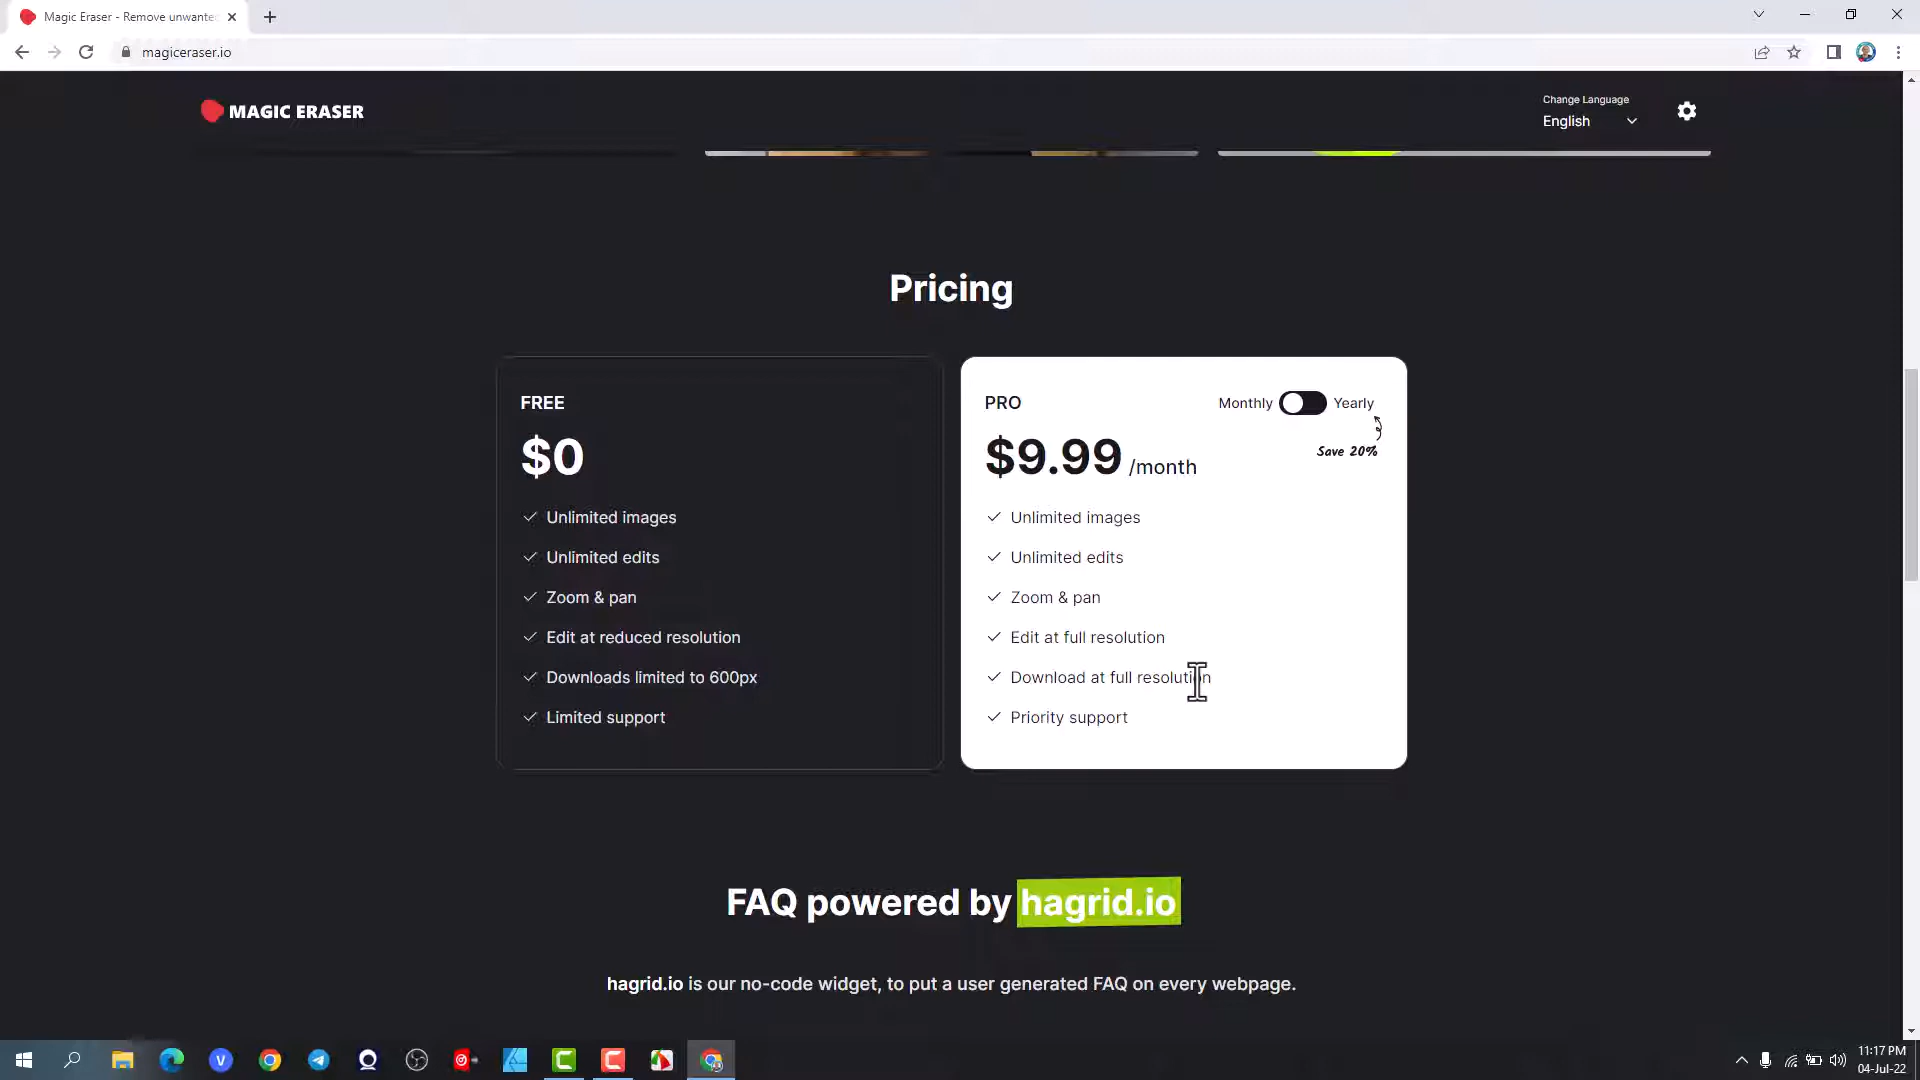 Magic Eraser - Remove unwante
magiceraser.io
MAGIC ERASER
Change Language
English
Pricing
FREE
$0
Unlimited images
Unlimited edits
Zoom & pan
Edit at reduced resolution
Downloads limited to 600px
Limited support
PRO
Monthly
Yearly
$9.99 /month
Save 20%
Unlimited images
Unlimited edits
Zoom & pan
Edit at full resolution
Download at full resolution
Priority support
FAQ powered by hagrid.io
hagrid.io is our no-code widget, to put a user generated FAQ on every webpage.
11:17 PM
04-Jul-22